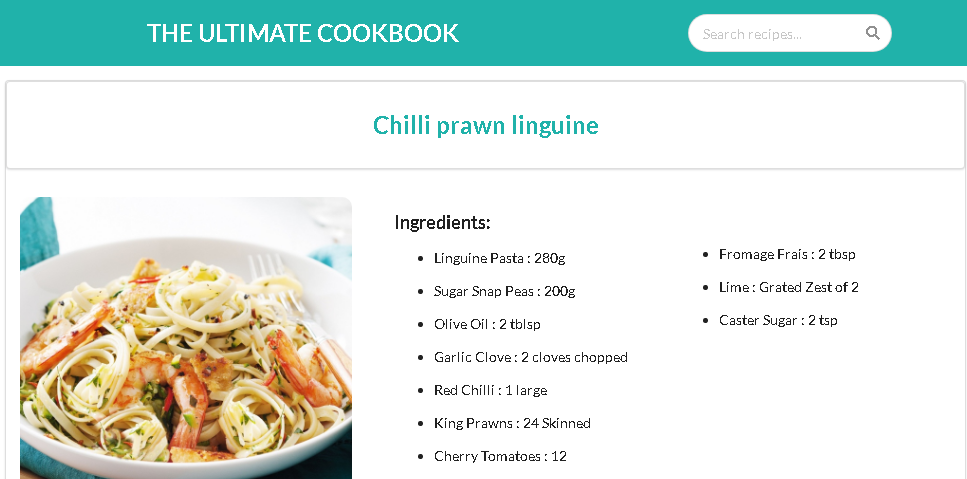 THE ULTIMATE COOKBOOK
Search recipes...
Chilli prawn linguine
Ingredients:
Linguine Pasta : 280g
Sugar Snap Peas : 200g
Olive Oil : 2 tblsp
Garlic Clove : 2 cloves chopped
Red Chilli : 1 large
King Prawns : 24 Skinned
Cherry Tomatoes : 12
Fromage Frais : 2 tbsp
Lime : Grated Zest of 2
Caster Sugar : 2 tsp